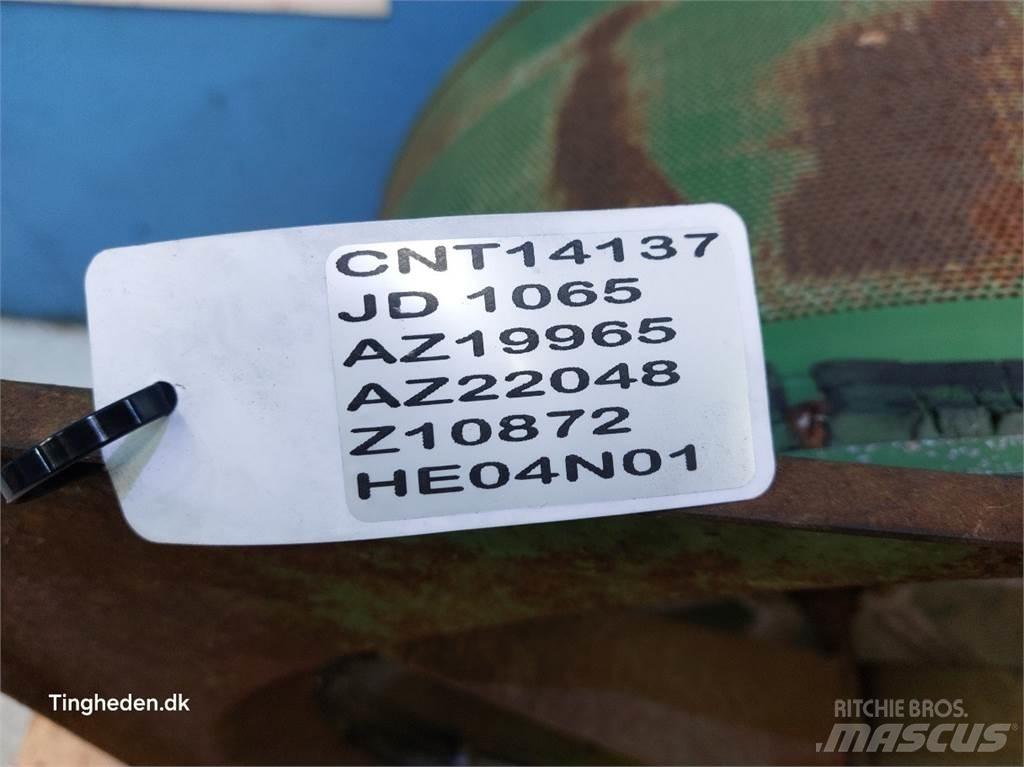 CNT14137
JD 1065
AZ19965
AZ22048
Z10872
HE04N01
Tingheden.dk
RITCHIE BROS.
MASCUS